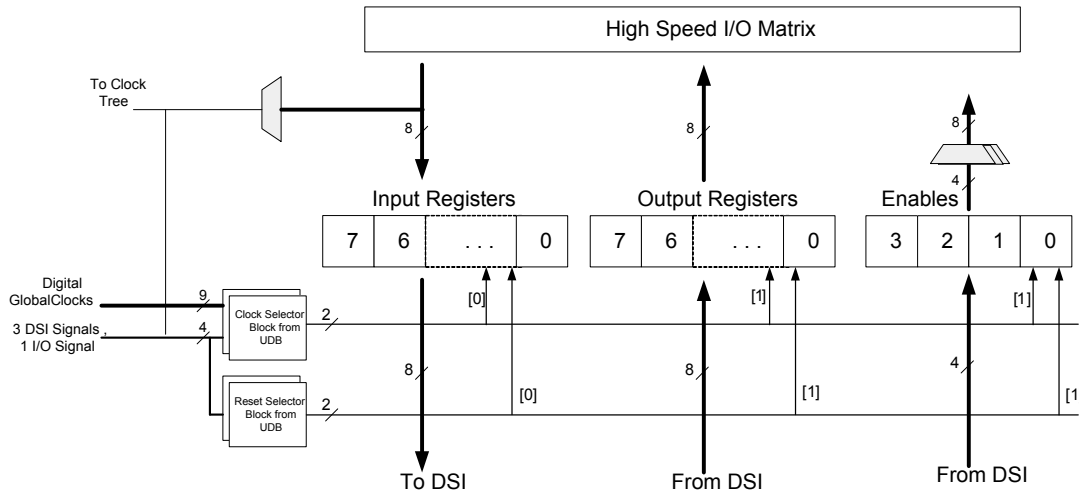 High Speed I/O Matrix
To Clock
Tree
8
8
8
4
Input Registers
Output Registers
Enables
7 6 . . . 0
7 6 . . . 0
3 2 1 0
Digital
GlobalClocks
9
3 DSI Signals ,
1 I/O Signal
4
Clock Selector
Block from
UDB
2
[0]
[1]
[1]
8
8
4
Reset Selector
Block from
UDB
2
[0]
[1]
[1
To DSI
From DSI
From DSI